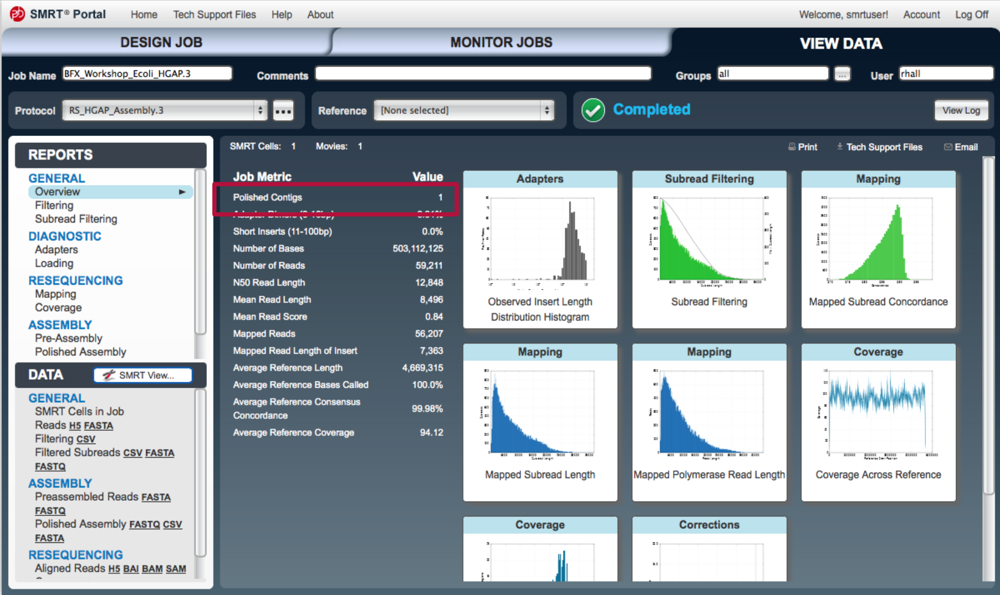 SMRT® Portal Home Tech Support Files Help About Welcome, smrtuser! Account Log Off
DESIGN JOB MONITOR JOBS VIEW DATA
Job Name BFX_Workshop_Ecoli_HGAP.3 Comments Groups all ... User rhall
Protocol RS_HGAP_Assembly.3 ••• Reference [None selected] Completed View Log
SMRT Cells: 1 Movies: 1 Print Tech Support Files Email
REPORTS
GENERAL
Overview
Filtering
Subread Filtering
DIAGNOSTIC
Adapters
Loading
RESEQUENCING
Mapping
Coverage
ASSEMBLY
Pre-Assembly
Polished Assembly
DATA SMRT View...
GENERAL
SMRT Cells in Job
Reads H5 FASTA
Filtering CSV
Filtered Subreads CSV FASTA
FASTQ
ASSEMBLY
Preassembled Reads FASTA
FASTQ
Polished Assembly FASTQ CSV
FASTA
RESEQUENCING
Aligned Reads H5 BAI BAM SAM
Job Metric Value
Polished Contigs 1
Short Inserts (11-100bp) 0.0%
Number of Bases 503,112,125
Number of Reads 59,211
N50 Read Length 12,848
Mean Read Length 8,496
Mean Read Score 0.84
Mapped Reads 56,207
Mapped Read Length of Insert 7,363
Average Reference Length 4,669,315
Average Reference Bases Called 100.0%
Average Reference Consensus
Concordance 99.98%
Average Reference Coverage 94.12
Adapters
Observed Insert Length
Distribution Histogram
Subread Filtering
Subread Filtering
Mapping
Mapped Subread Concordance
Mapping
Mapped Subread Length
Mapping
Mapped Polymerase Read Length
Coverage
Coverage Across Reference
Coverage
Corrections